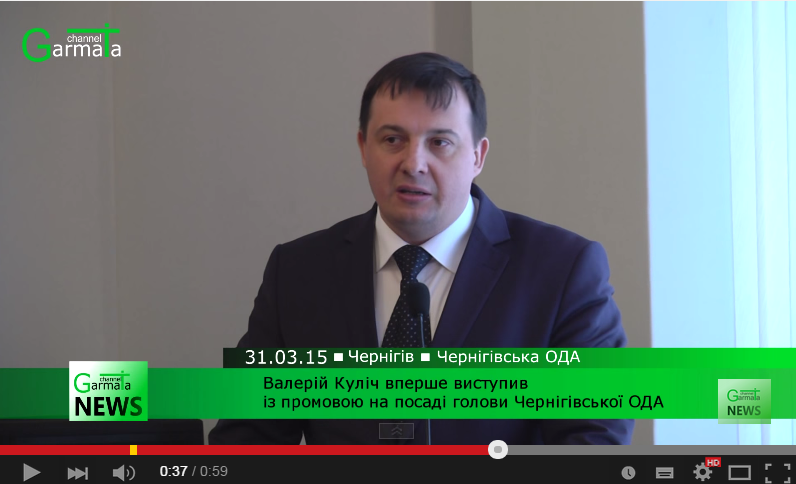 channel
Garmata
31.03.15 ■ Чернігів ■ Чернігівська ОДА
Валерій Куліч вперше виступив
із промовою на посаді голови Чернігівської ОДА
channel
Garmata
NEWS
channel
Garmata
NEWS
0:37 / 0:59
HD